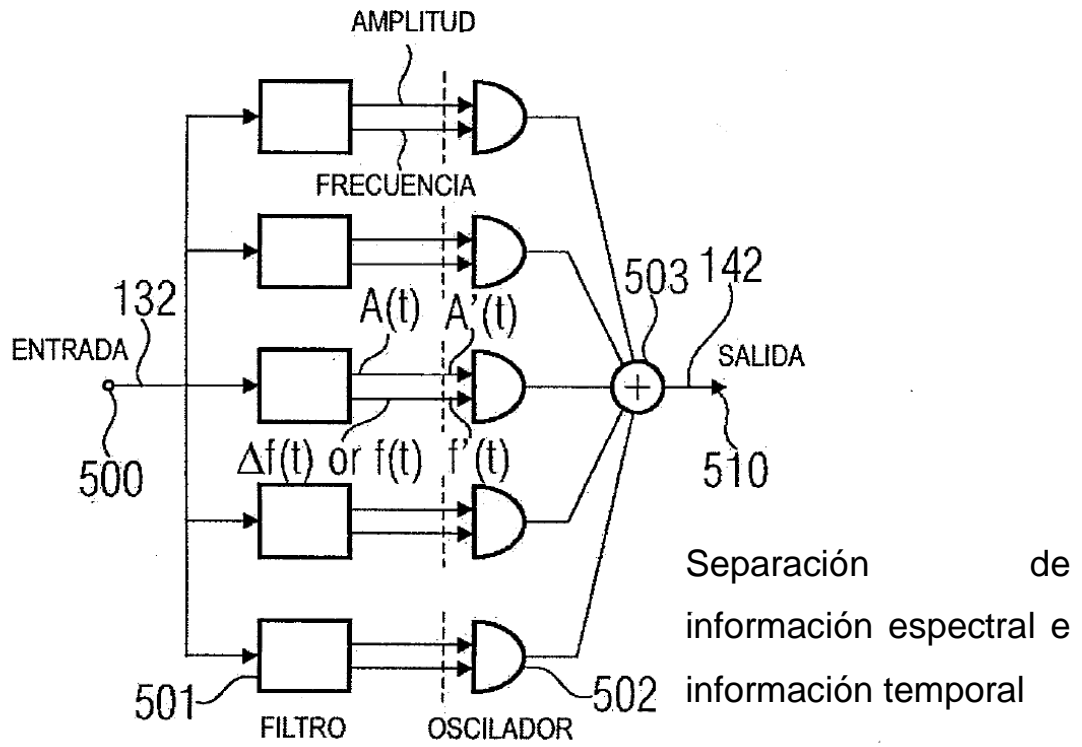 AMPLITUD
FRECUENCIA
132
A(t) A'(t)
503
142
ENTRADA
SALIDA
500
Δf(t) or f(t) f'(t)
510
Separación de
información espectral e
información temporal
501
502
FILTRO OSCILADOR